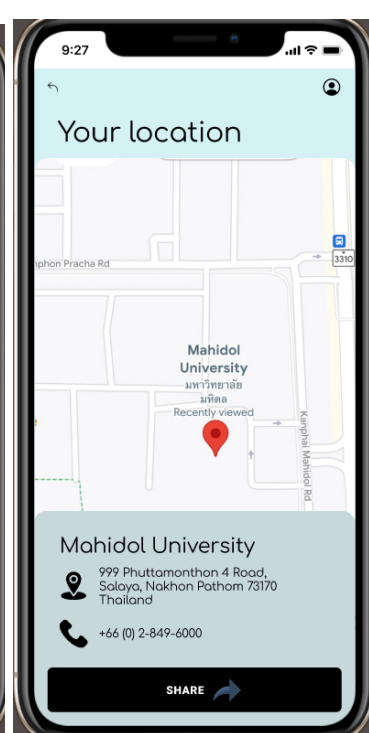 9:27
Your location
3310
nphon Pracha Rd
Mahidol
University
มหาวิทยาลัย
มหิดล
Recently viewed
Kanphai Mahidol Rd
Mahidol University
999 Phuttamonthon 4 Road,
Salaya, Nakhon Pathom 73170
Thailand
+66 (0) 2-849-6000
SHARE